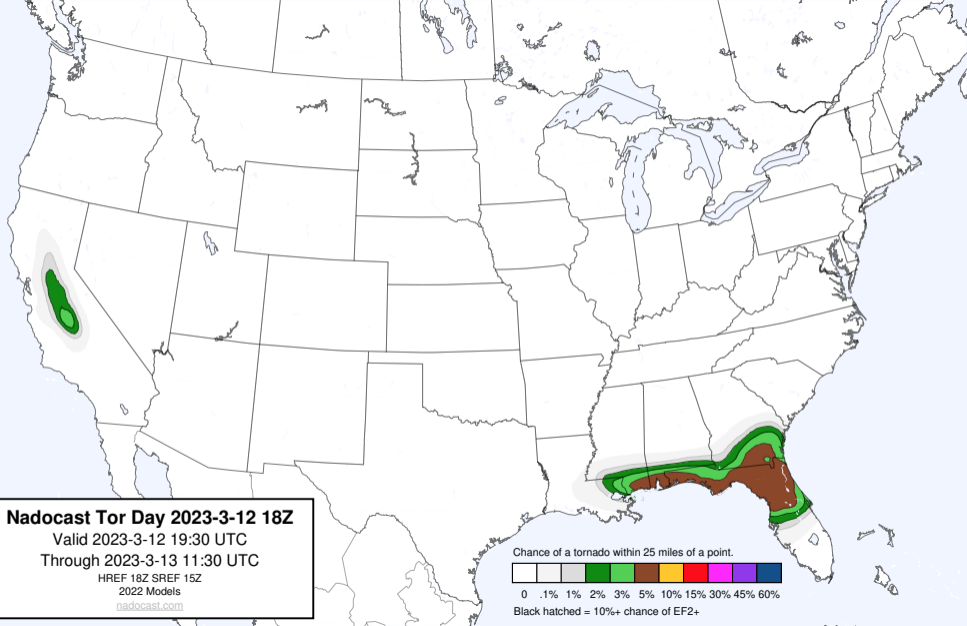 Nadocast Tor Day 2023-3-12 18Z
Valid 2023-3-12 19:30 UTC
Through 2023-3-13 11:30 UTC
HREF 18Z SREF 15Z
2022 Models
nadocast.com
Chance of a tornado within 25 miles of a point.
0 .1% 1% 2% 3% 5% 10% 15% 30% 45% 60%
Black hatched = 10%+ chance of EF2+